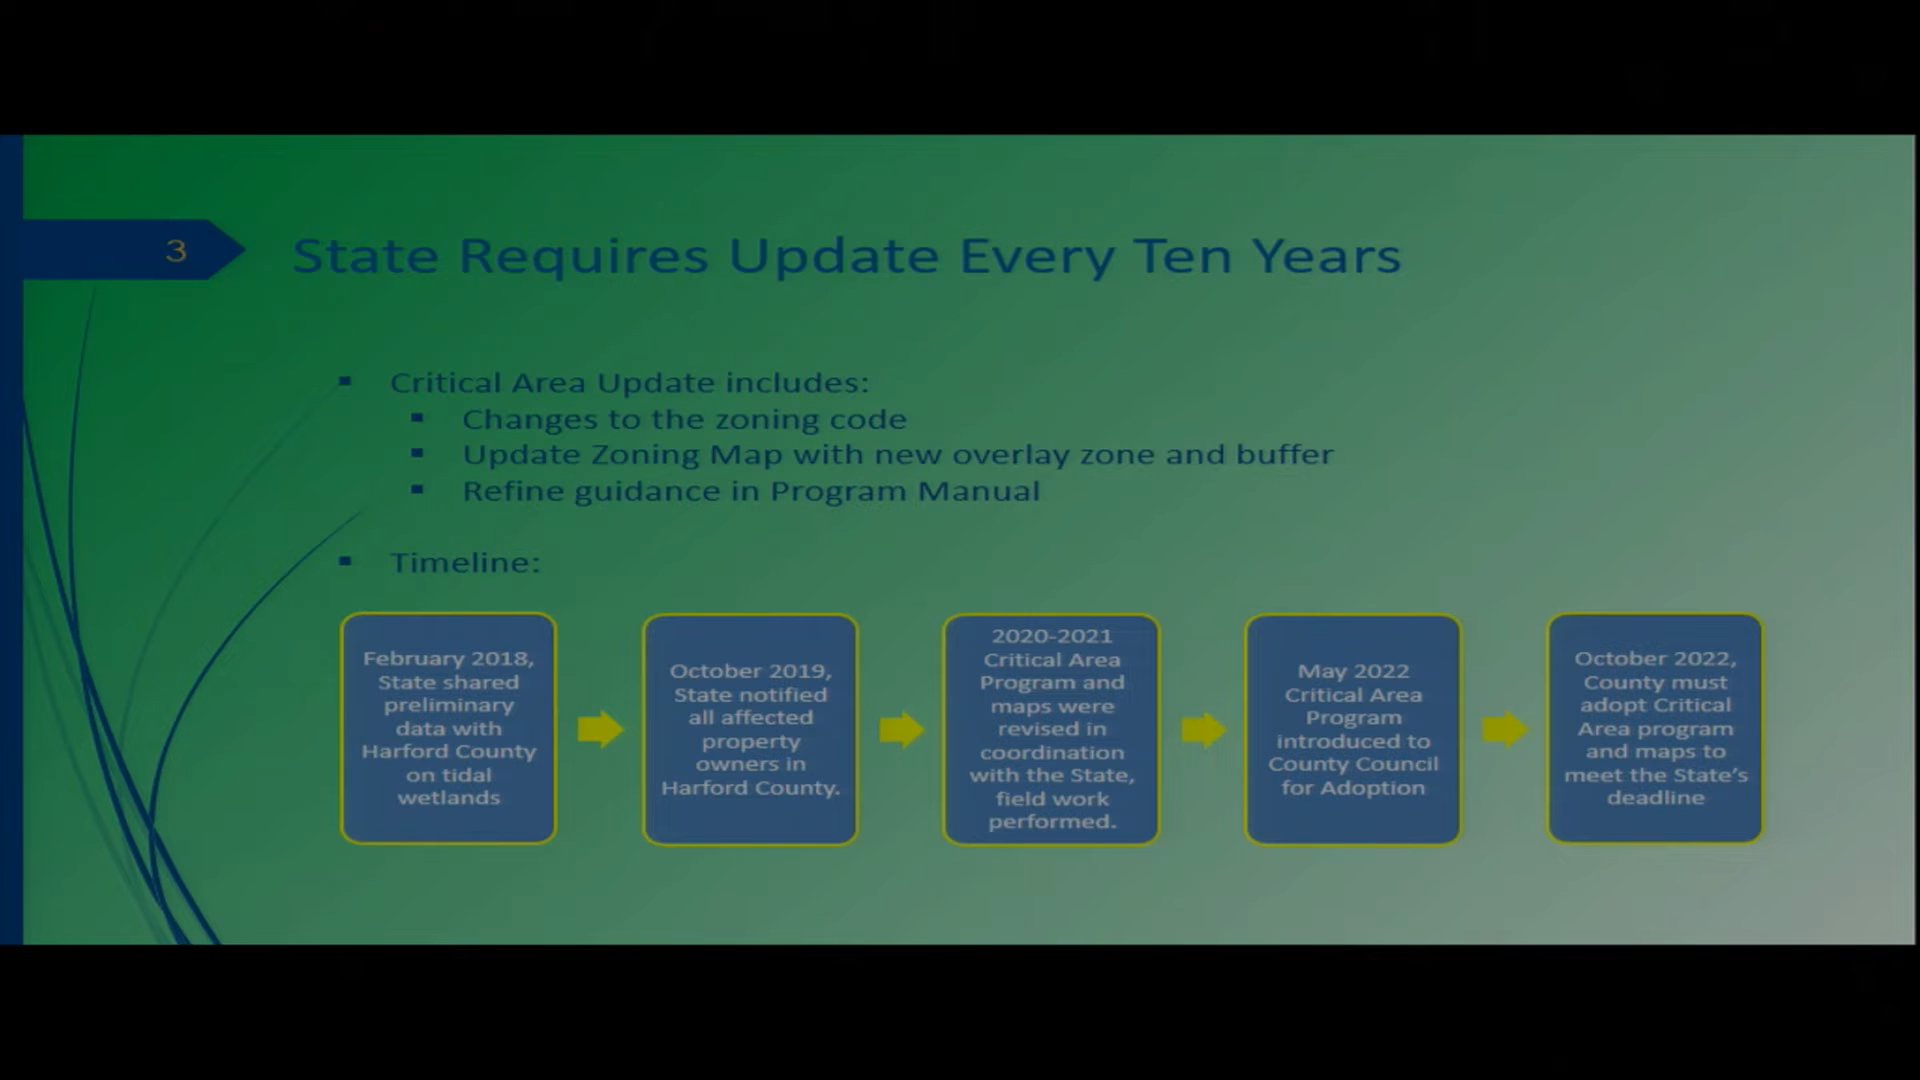 3
State Requires Update Every Ten Years
Critical Area Update includes:
Changes to the zoning code
Update Zoning Map with new overlay zone and buffer
Refine guidance in Program Manual
Timeline:
February 2018,
State shared
preliminary
data with
Harford County
on tidal
wetlands
October 2019,
State notified
all affected
property
owners in
Harford County.
2020-2021
Critical Area
Program and
maps were
revised in
coordination
with the State,
field work
performed.
May 2022
Critical Area
Program
introduced to
County Council
for Adoption
October 2022,
County must
adopt Critical
Area program
and maps to
meet the State's
deadline